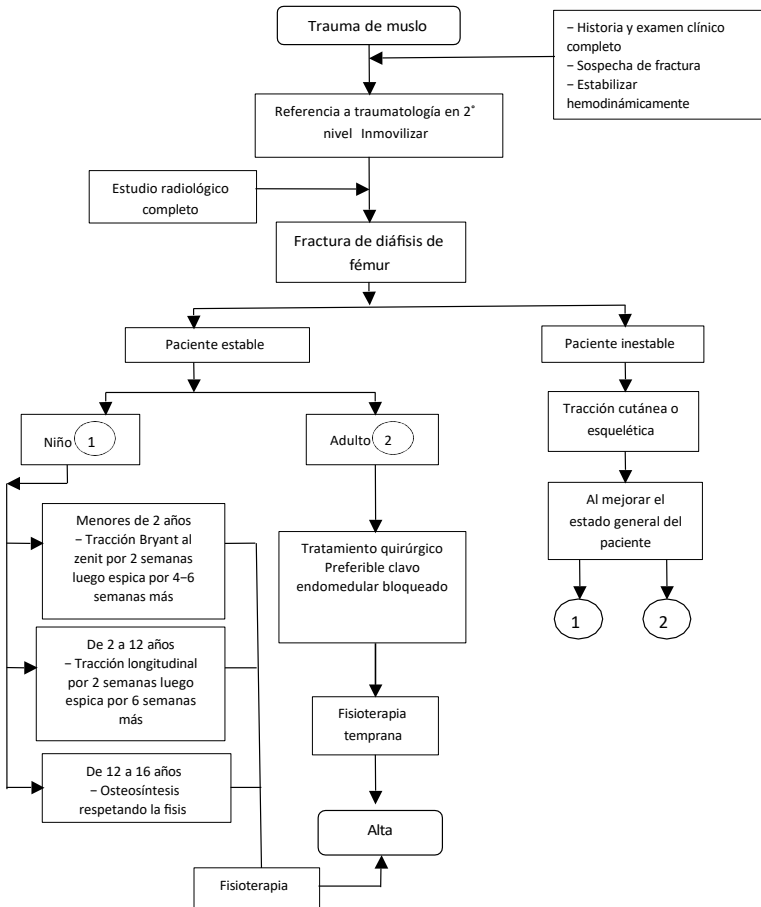 Trauma de muslo
− Historia y examen clínico
completo
− Sospecha de fractura
− Estabilizar
hemodinámicamente
Referencia a traumatología en 2°
nivel Inmovilizar
Estudio radiológico
completo
Fractura de diáfisis de
fémur
Paciente estable
Paciente inestable
Niño 1
Adulto 2
Tracción cutánea o
esquelética
Al mejorar el
estado general del
paciente
1
2
Menores de 2 años
− Tracción Bryant al
zenit por 2 semanas
luego espica por 4−6
semanas más
De 2 a 12 años
− Tracción longitudinal
por 2 semanas luego
espica por 6 semanas
más
De 12 a 16 años
− Osteosíntesis
respetando la fisis
Tratamiento quirúrgico
Preferible clavo
endomedular bloqueado
Fisioterapia
temprana
Alta
Fisioterapia